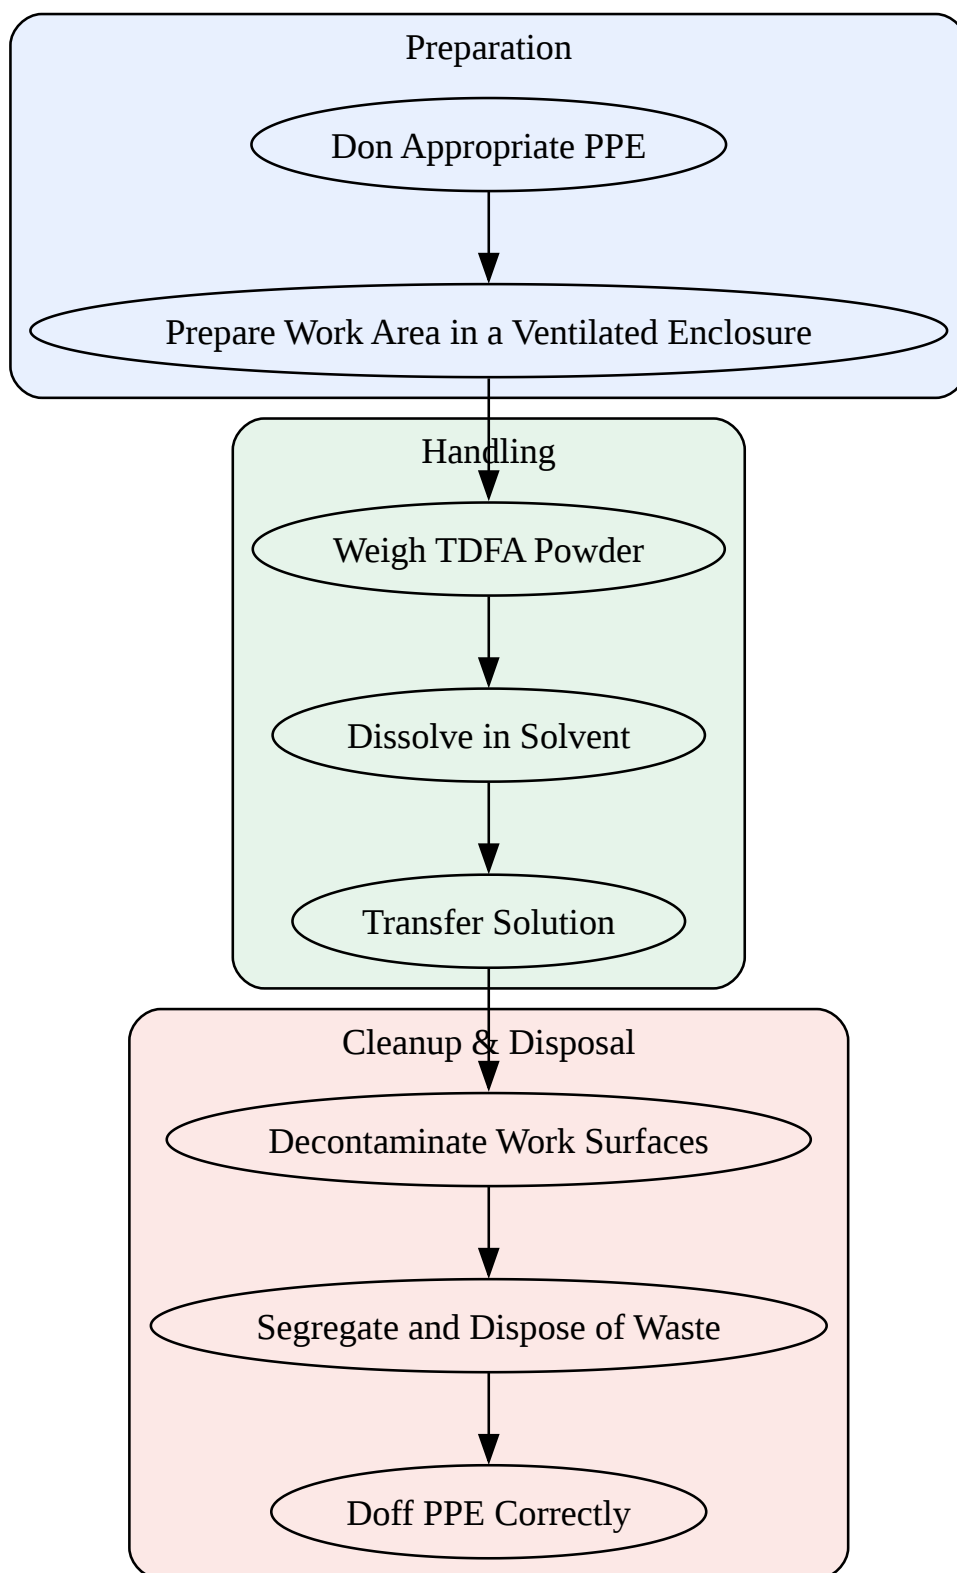 Preparation
Don Appropriate PPE
Prepare Work Area in a Ventilated Enclosure
Handling
Weigh TDFA Powder
Dissolve in Solvent
Transfer Solution
Cleanup & Disposal
Decontaminate Work Surfaces
Segregate and Dispose of Waste
Doff PPE Correctly